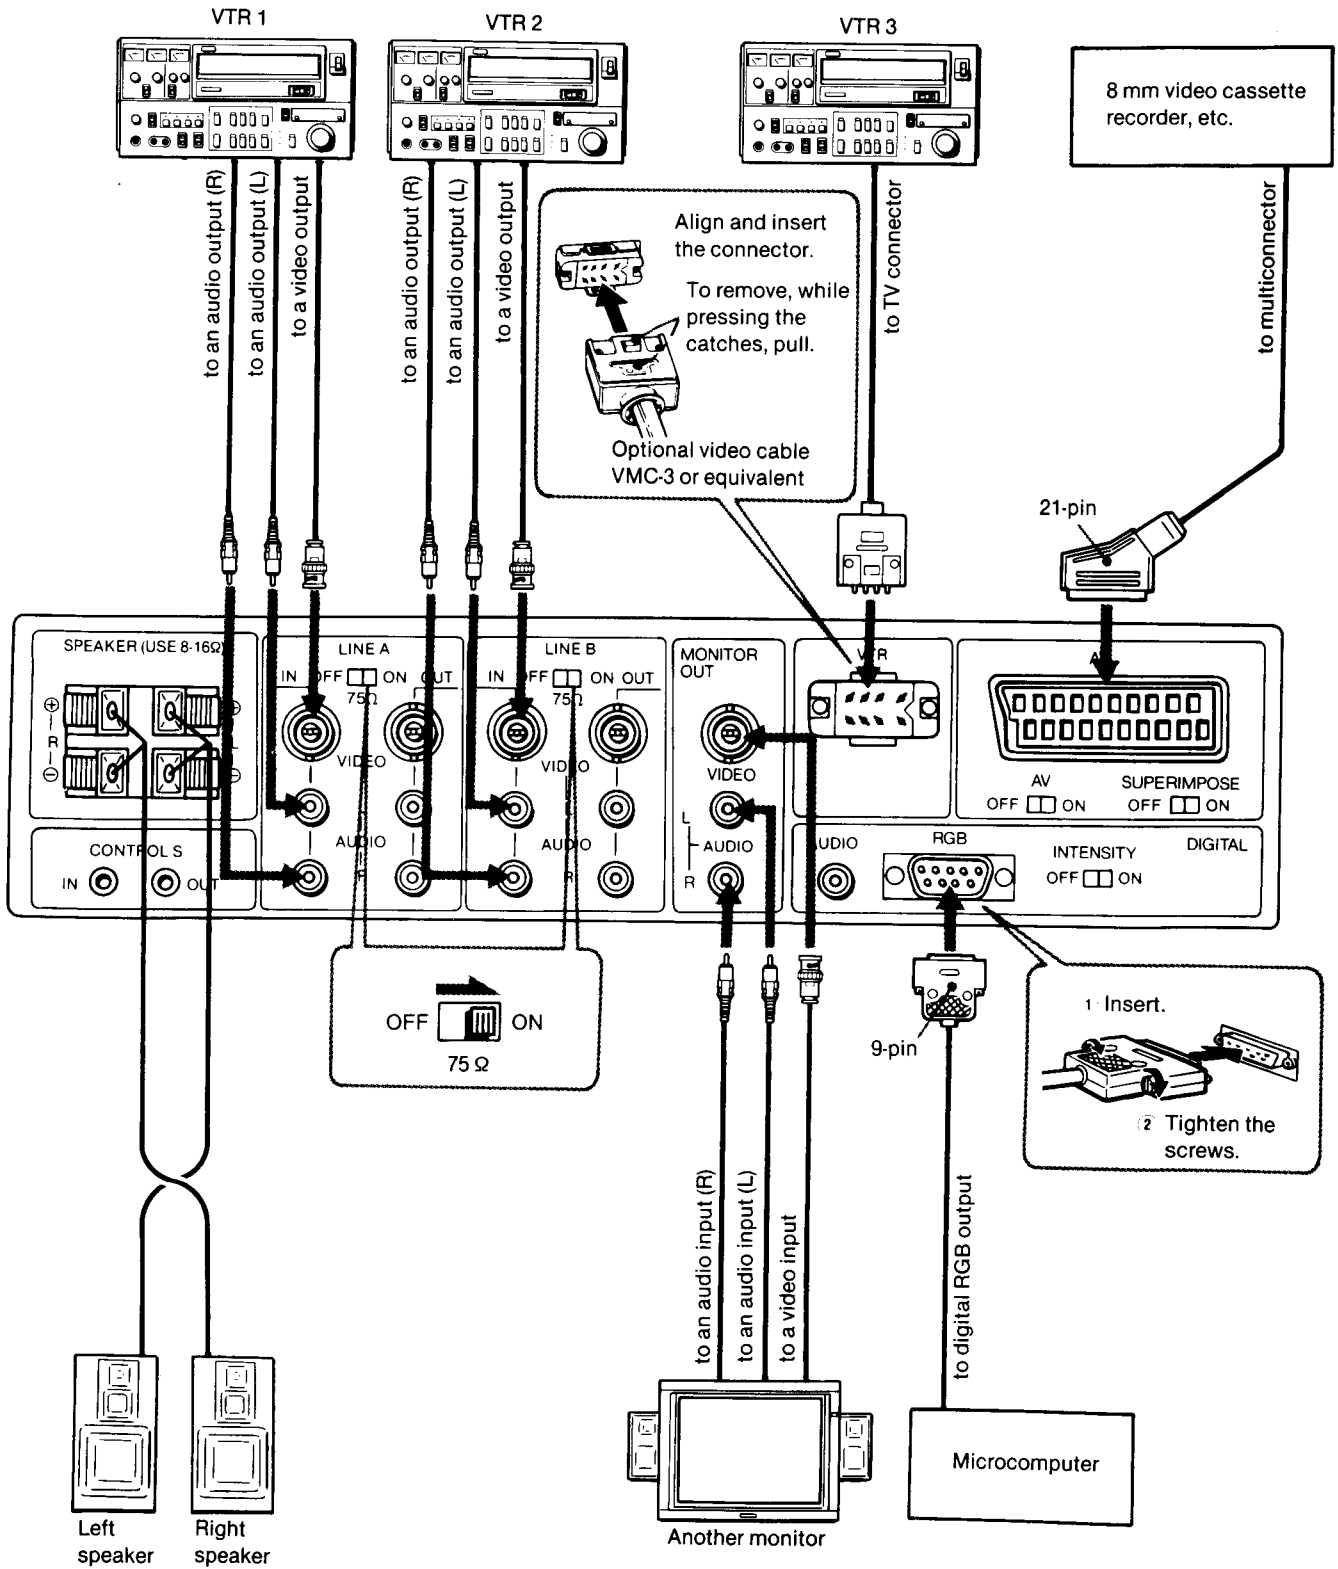 VTR 1
VTR 2
VTR 3
8 mm video cassette
recorder, etc.
to an audio output (R)
to an audio output (L)
to a video output
to an audio output (R)
to an audio output (L)
to a video output
to TV connector
to multiconnector
Align and insert
the connector.
To remove, while
pressing the
catches, pull.
Optional video cable
VMC-3 or equivalent
21-pin
SPEAKER (USE 8-16Ω)
⊕
R
⊖
⊕
L
⊖
CONTROL S
IN
OUT
LINE A
IN
OFF
ON
OUT
75Ω
VIDEO
AUDIO
R
LINE B
IN
OFF
ON OUT
75Ω
VIDEO
AUDIO
R
MONITOR
OUT
VIDEO
L
AUDIO
R
VTR
AV
OFF
ON
SUPERIMPOSE
OFF
ON
AUDIO
RGB
INTENSITY
OFF
ON
DIGITAL
OFF
ON
75 Ω
9-pin
1 Insert.
2 Tighten the
screws.
to an audio input (R)
to an audio input (L)
to a video input
to digital RGB output
Left
speaker
Right
speaker
Another monitor
Microcomputer